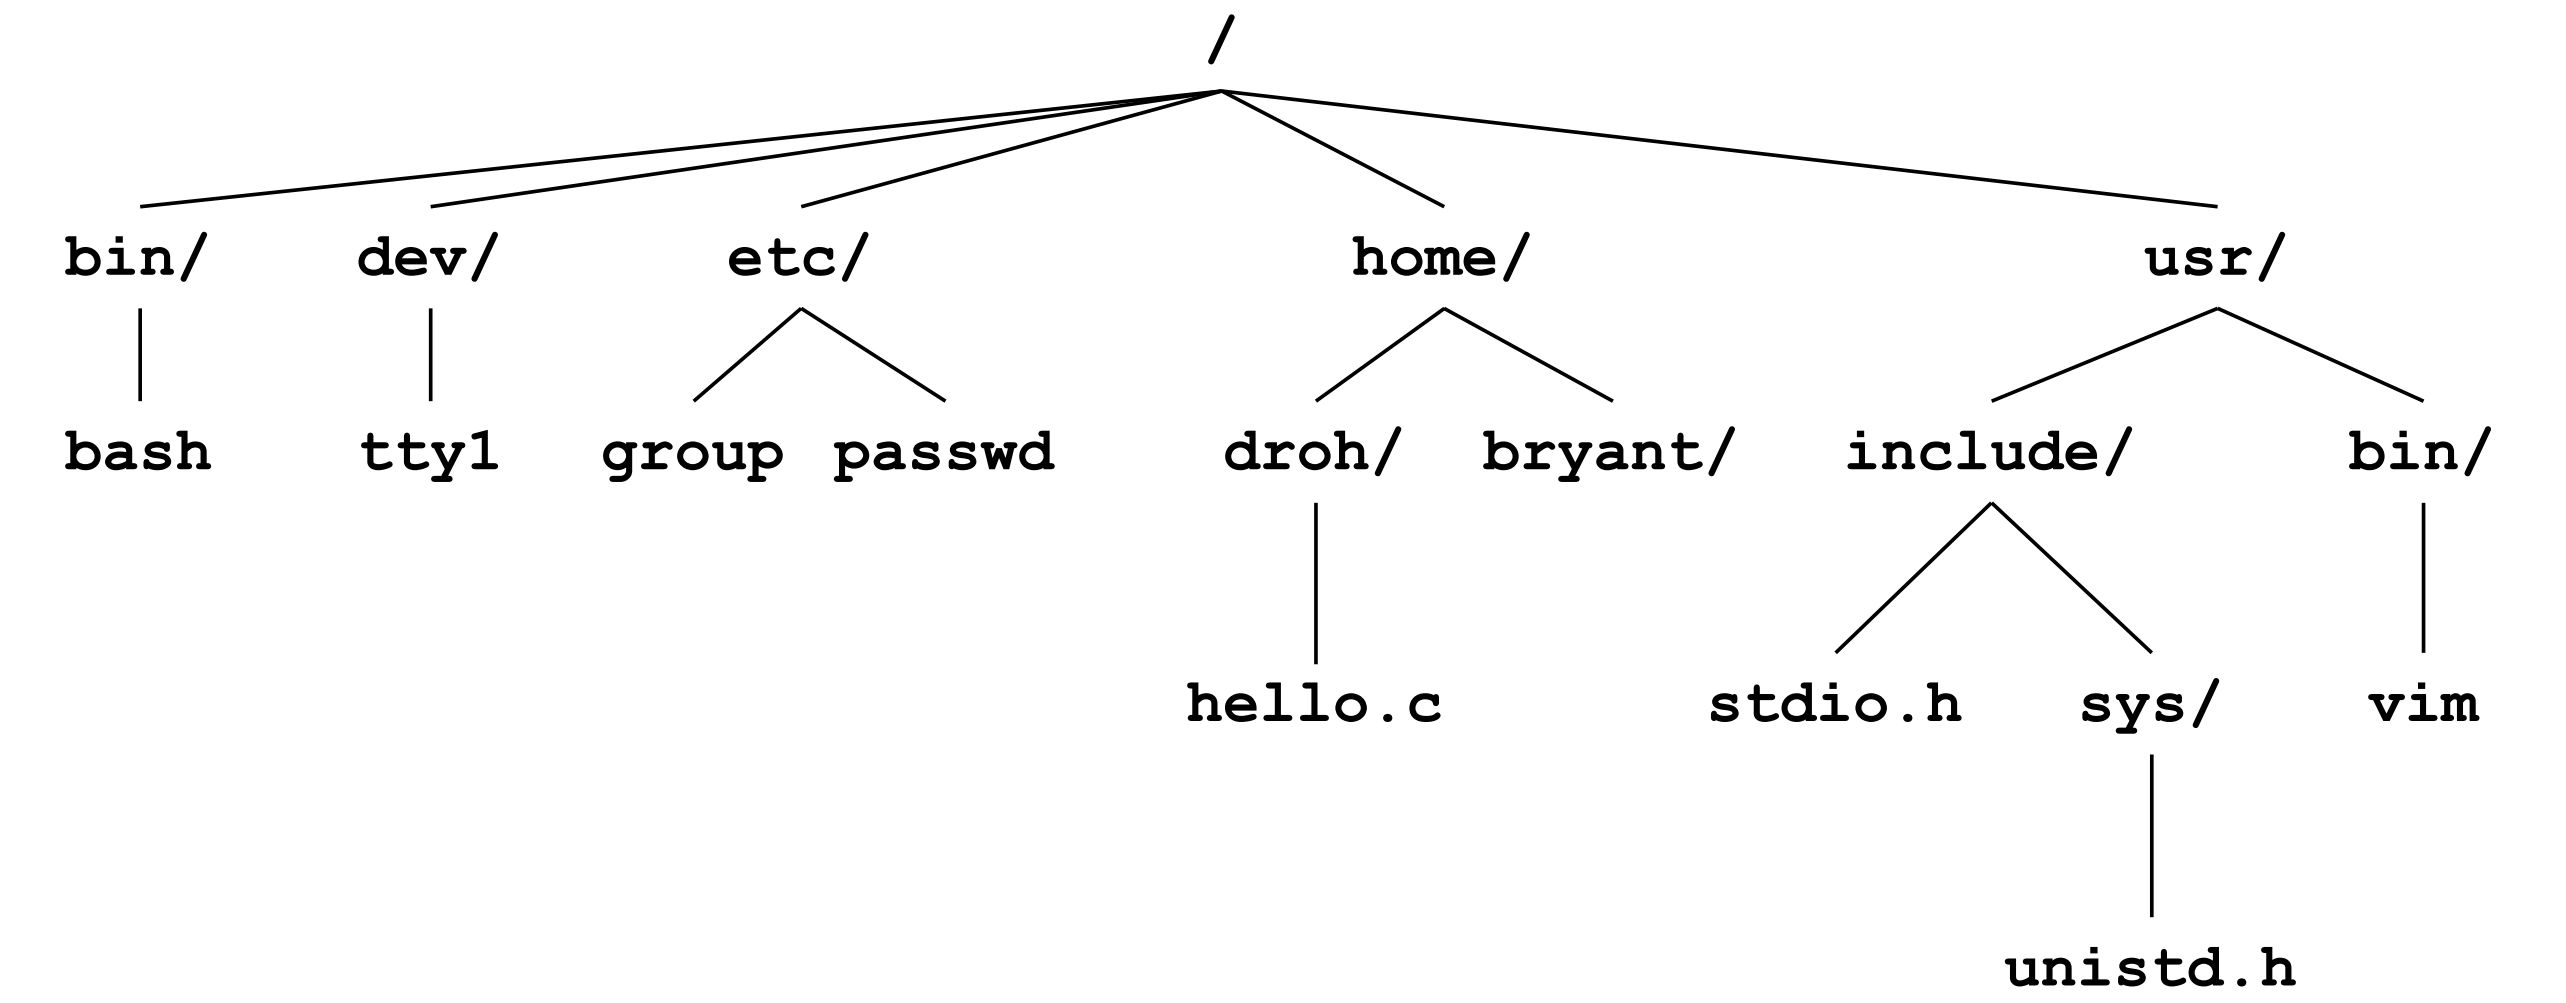 /
bin/ dev/ etc/ home/ usr/
bash tty1 group passwd droh/ bryant/ include/ bin/
hello.c stdio.h sys/ vim
unistd.h